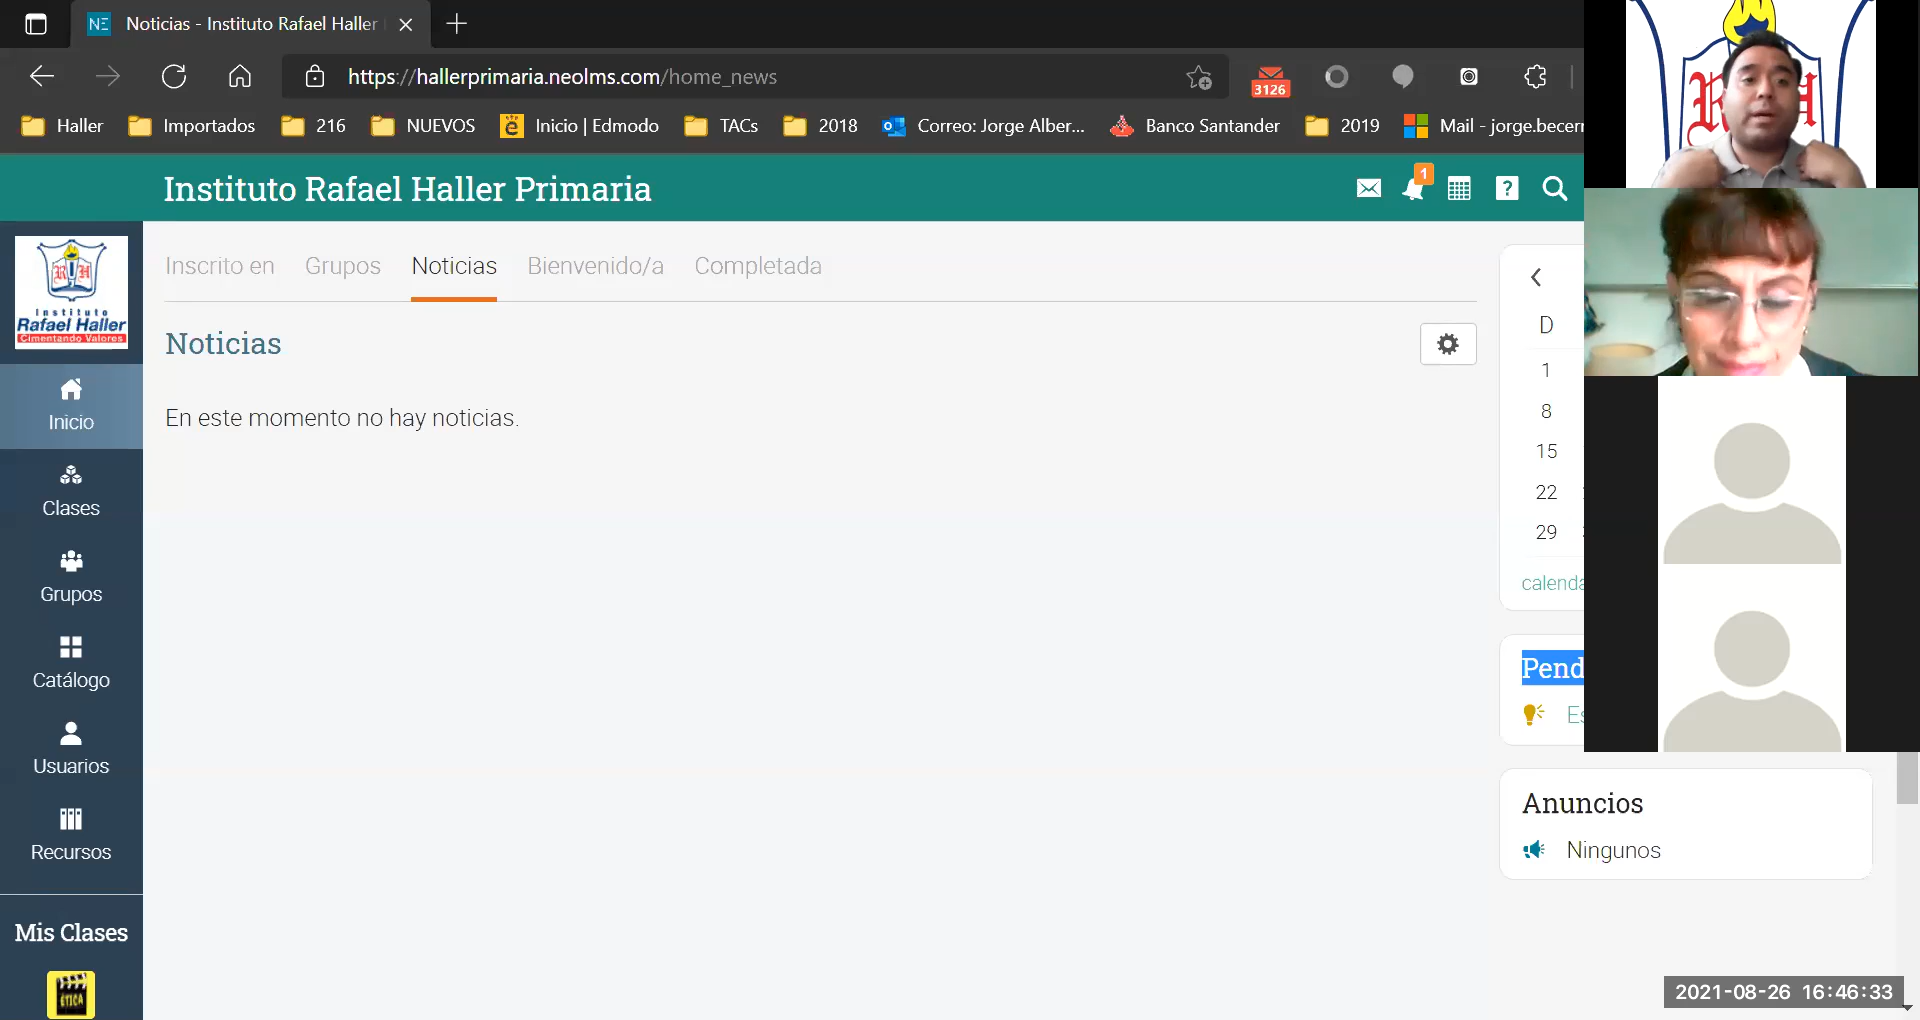 Noticias - Instituto Rafael Haller
https://hallerprimaria.neolms.com/home_news
3126
Haller
Importados
216
NUEVOS
Inicio | Edmodo
TACs
2018
Correo: Jorge Alber...
Banco Santander
2019
Mail - jorge.becerr
Instituto Rafael Haller Primaria
1
Instituto
Rafael Haller
Cimentando Valores
Inicio
Clases
Grupos
Catálogo
Usuarios
Recursos
Mis Clases
ÉTICA
Inscrito en
Grupos
Noticias
Bienvenido/a
Completada
Noticias
En este momento no hay noticias.
D
1
8
15
22
29
calenda
Pend
Es
Anuncios
Ningunos
2021-08-26 16:46:33